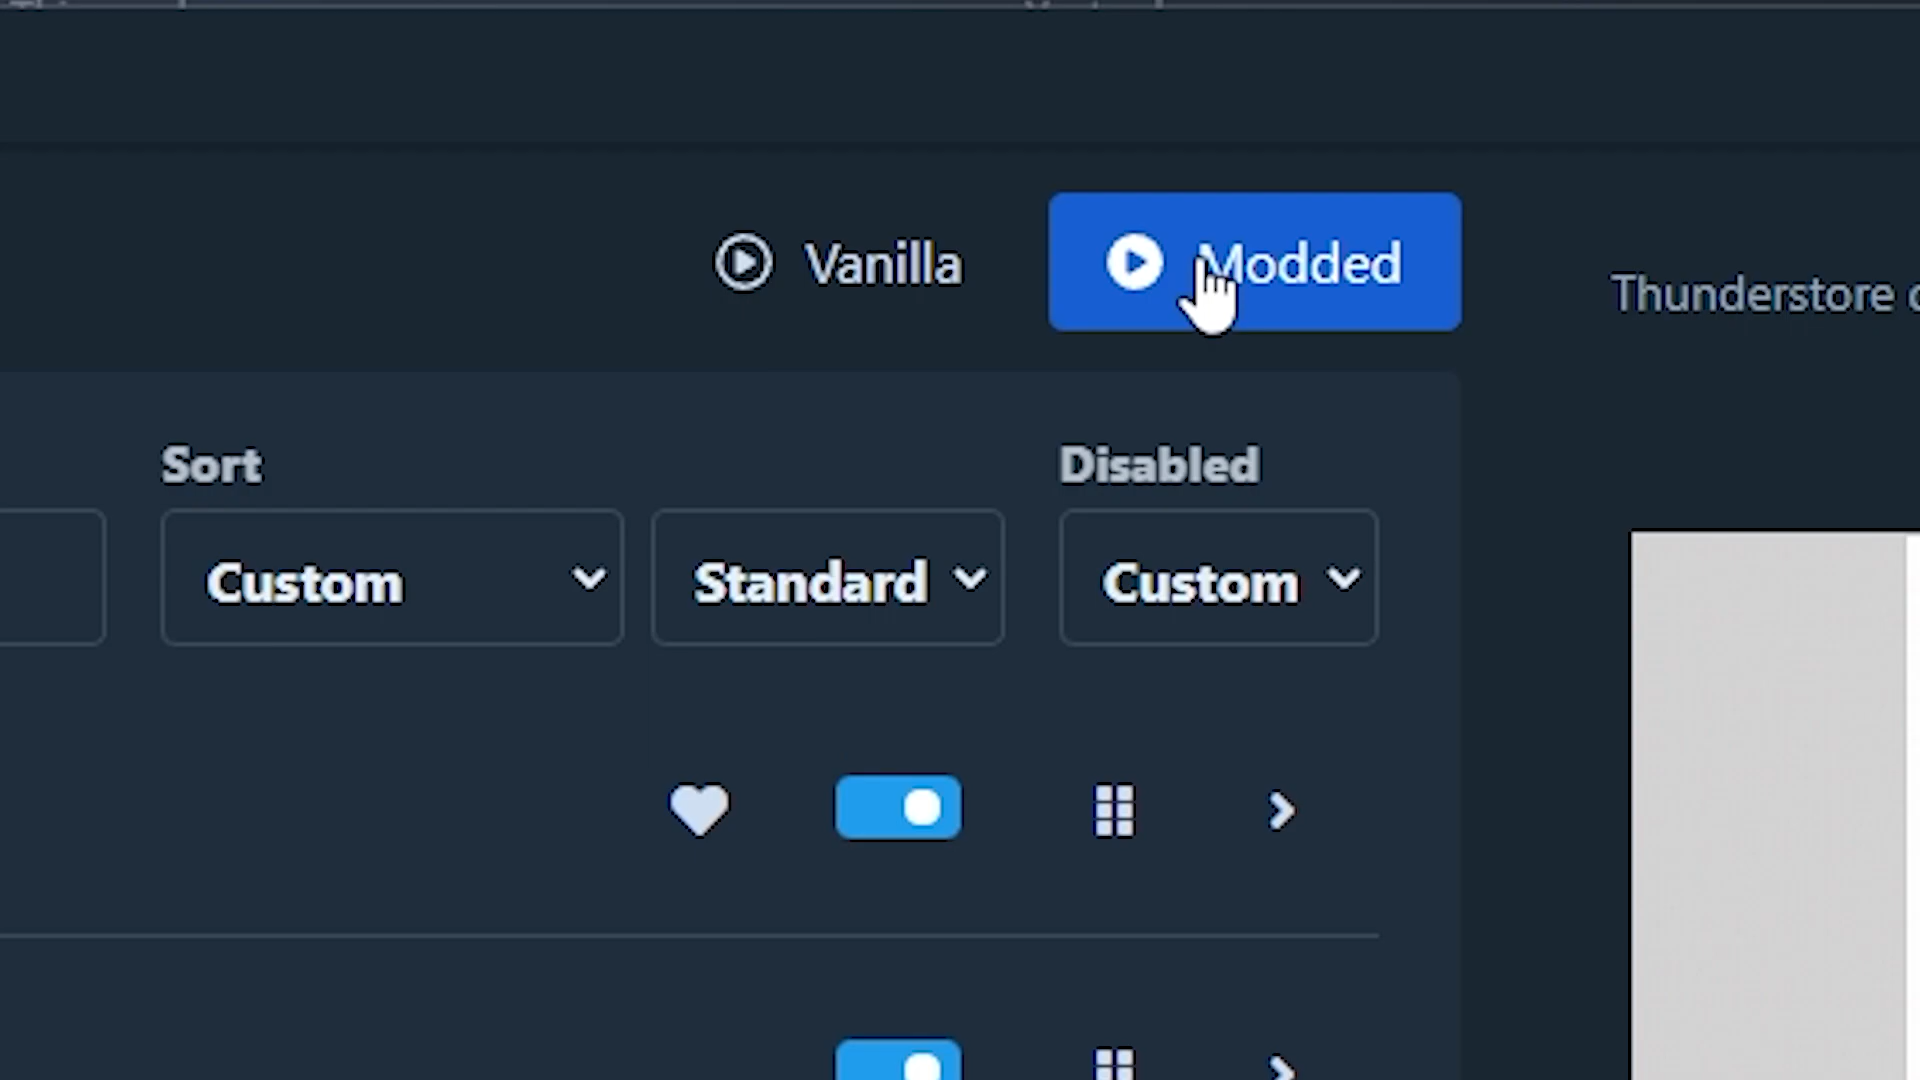 Vanilla
Modded
Thunderstore
Sort
Disabled
Custom
Standard
Custom